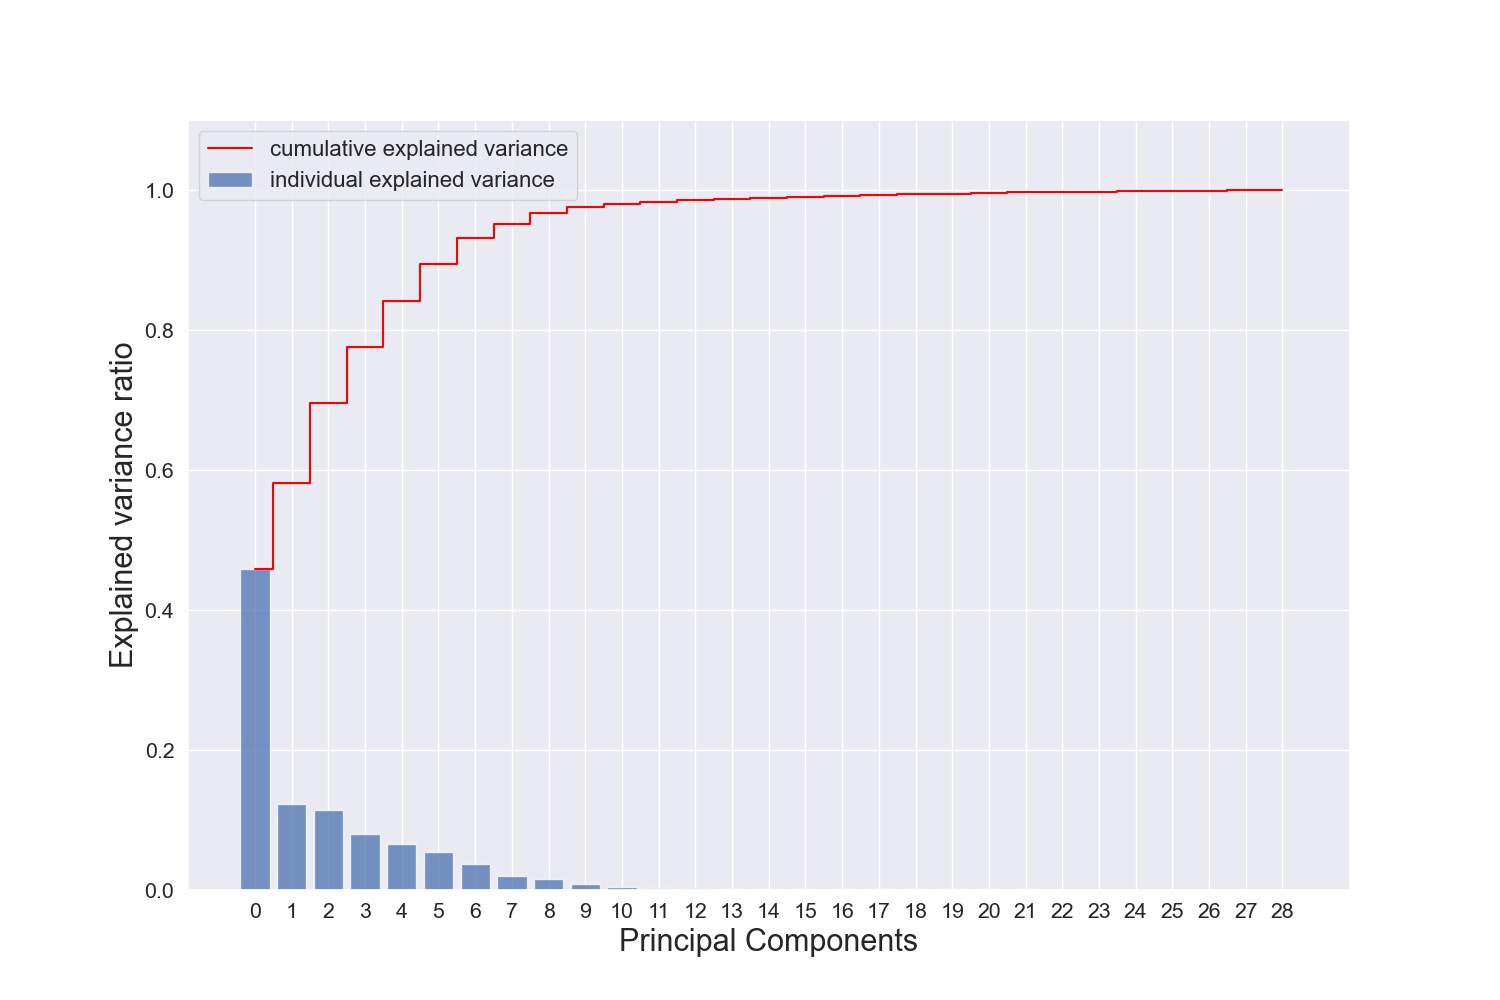 cumulative explained variance
individual explained variance
1.0
0.8
0.6
0.4
0.2
0.0
Explained variance ratio
0 1 2 3 4 5 6 7 8 9 10 11 12 13 14 15 16 17 18 19 20 21 22 23 24 25 26 27 28
Principal Components